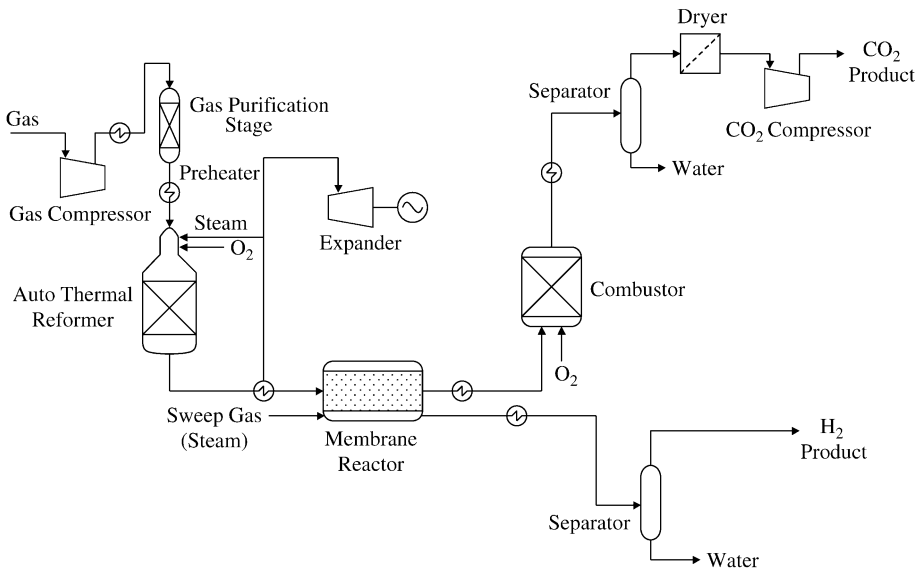 Dryer
CO2
Product
Separator
CO2 Compressor
Gas
Gas Purification
Stage
Water
Preheater
Gas Compressor
Steam
O2
Expander
Auto Thermal
Reformer
Combustor
O2
Sweep Gas
(Steam)
Membrane
Reactor
H2
Product
Separator
Water